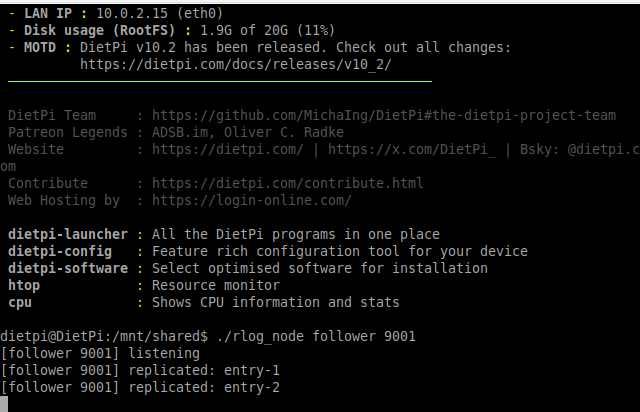 - LAN IP : 10.0.2.15 (eth0)
- Disk usage (RootFS) : 1.9G of 20G (11%)
- MOTD : DietPi v10.2 has been released. Check out all changes:
https://dietpi.com/docs/releases/v10_2/
DietPi Team : https://github.com/MichaIng/DietPi#the-dietpi-project-team
Patreon Legends : ADSB.im, Oliver C. Radke
Website : https://dietpi.com/ | https://x.com/DietPi_ | Bsky: @dietpi.c
om
Contribute : https://dietpi.com/contribute.html
Web Hosting by : https://login-online.com/
dietpi-launcher : All the DietPi programs in one place
dietpi-config : Feature rich configuration tool for your device
dietpi-software : Select optimised software for installation
htop : Resource monitor
cpu : Shows CPU information and stats
dietpi@DietPi:/mnt/shared$ ./rlog_node follower 9001
[follower 9001] listening
[follower 9001] replicated: entry-1
[follower 9001] replicated: entry-2